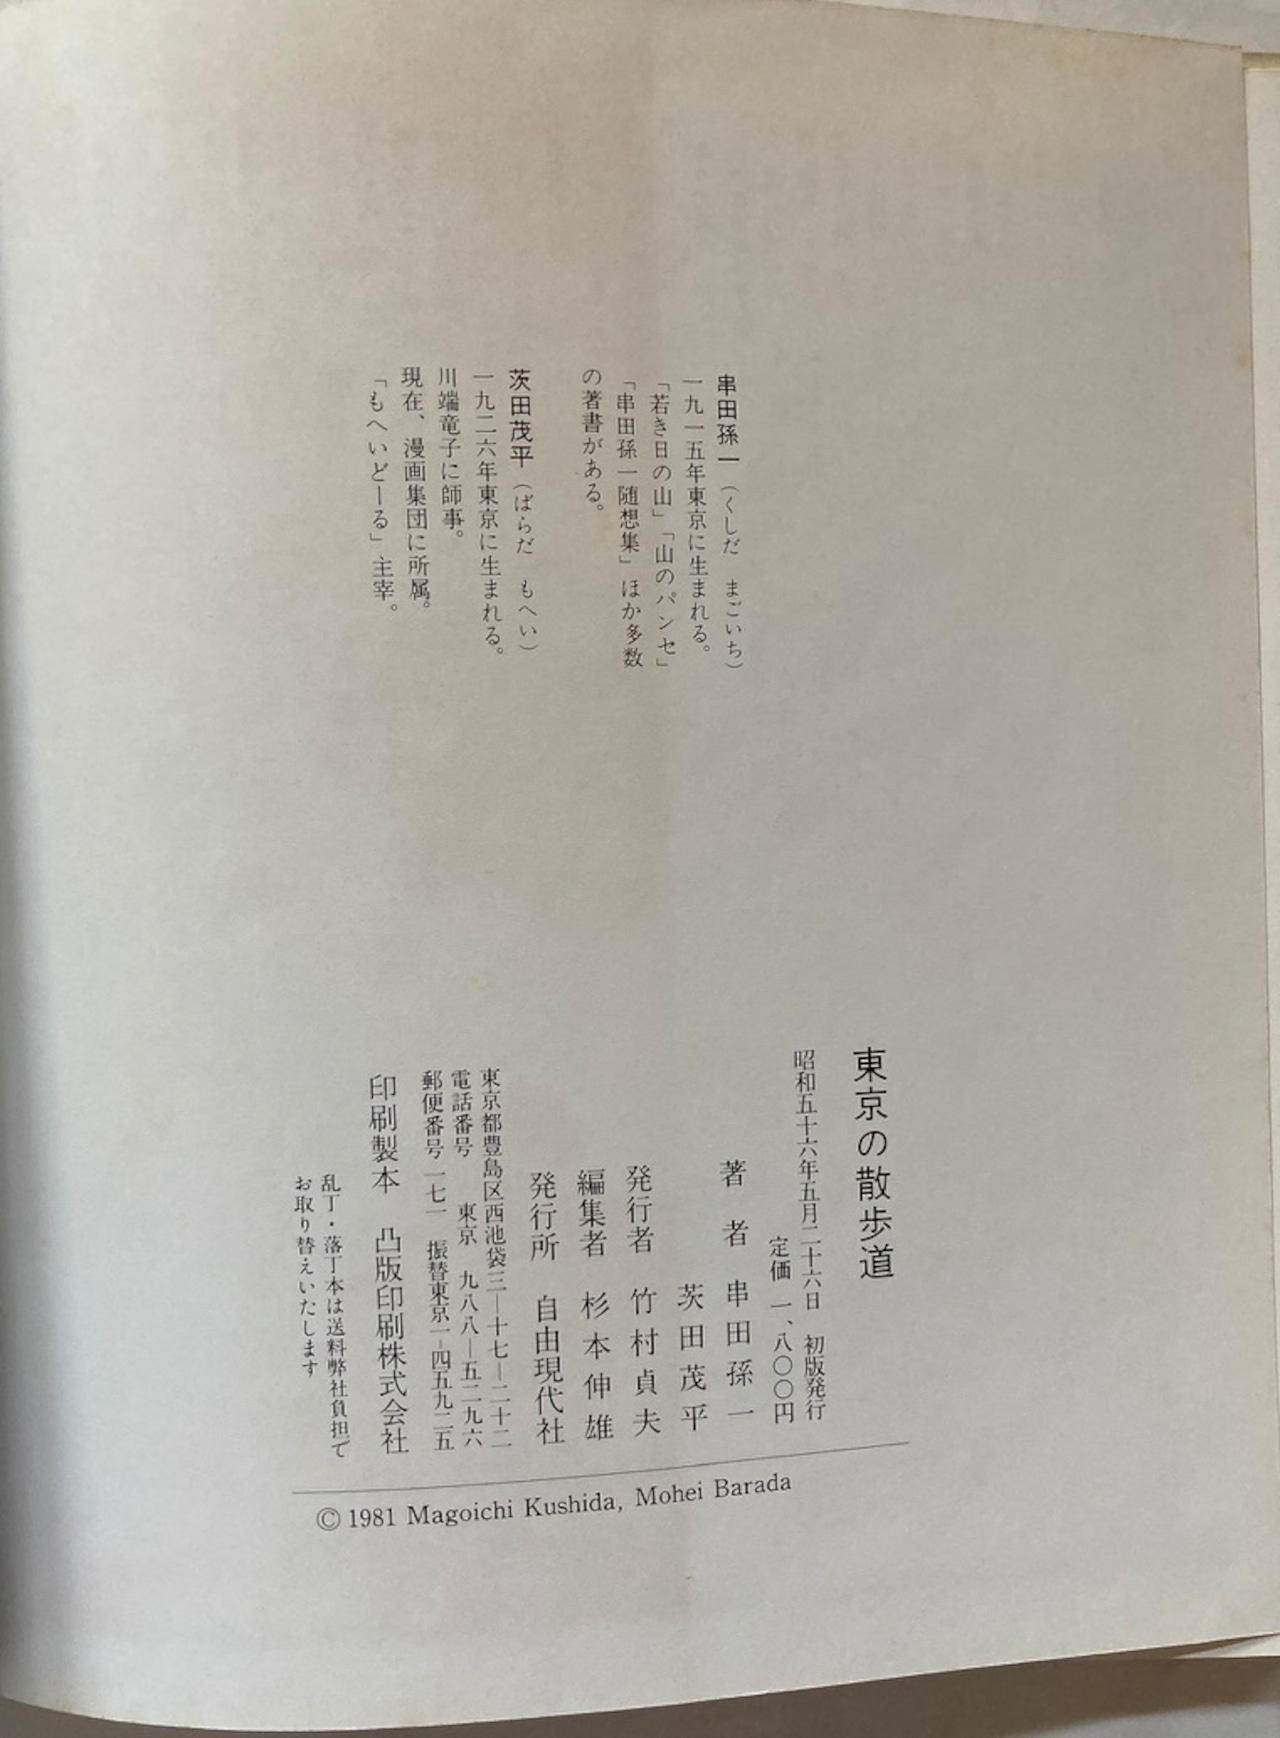 串田孫一（くしだ　まごいち）
一九一五年東京に生まれる。
「若き日の山」「山のパンセ」
「串田孫一随想集」ほか多数
の著書がある。
茨田茂平（ばらだ　もへい）
一九二六年東京に生まれる。
川端竜子に師事。
現在、漫画集団に所属。
「もへいどーる」主宰。
東京の散歩道
昭和五十六年五月二十六日　初版発行
定価　一、八〇〇円
著　者　串田孫一
茨田茂平
発行者　竹村貞夫
編集者　杉本伸雄
発行所　自由現代社
東京都豊島区西池袋三―十七―二十二
電話番号　東京　九八八―五二九六
郵便番号一七一　振替東京一―四五九二五
印刷製本　凸版印刷株式会社
乱丁・落丁本は送料弊社負担で
お取り替えいたします
© 1981 Magoichi Kushida, Mohei Barada